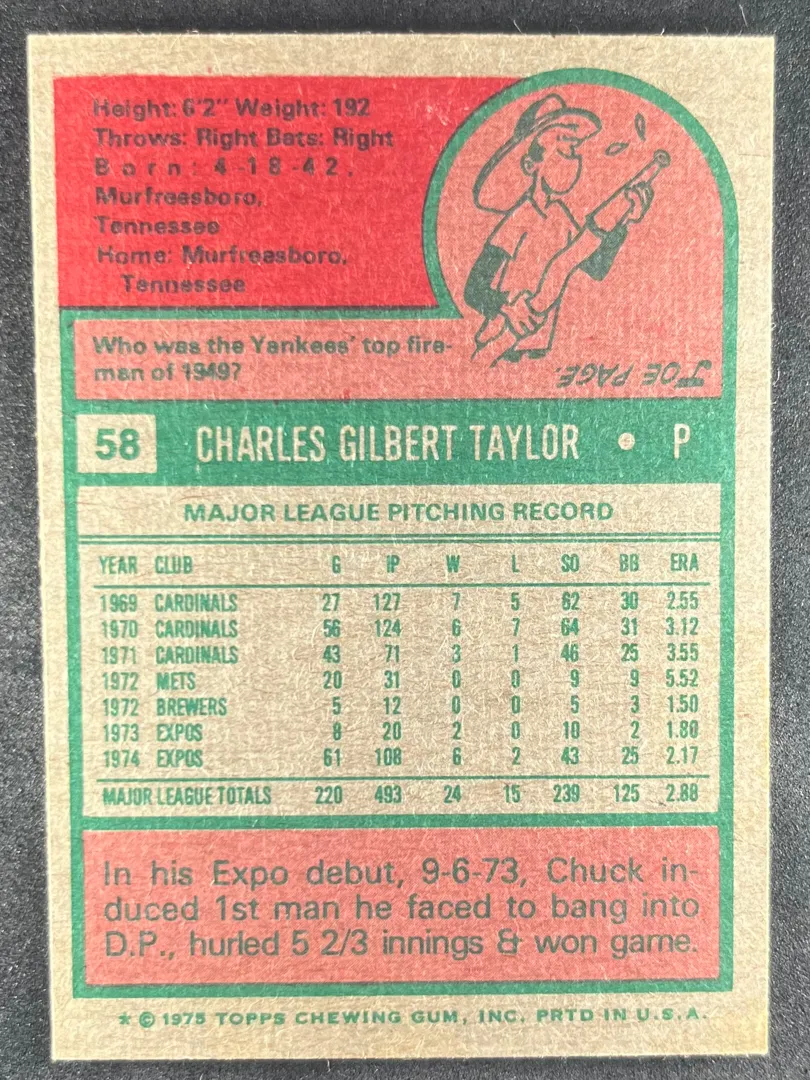 Height: 6'2" Weight: 192
Throws: Right Bats: Right
Born: 4-18-42,
Murfreesboro,
Tennessee
Home: Murfreesboro,
Tennessee
Who was the Yankees' top fire-
man of 1949?
JOE PAGE.
58 CHARLES GILBERT TAYLOR • P
MAJOR LEAGUE PITCHING RECORD
YEAR CLUB G IP W L SO BB ERA
1969 CARDINALS 27 127 7 5 62 30 2.55
1970 CARDINALS 56 124 6 7 64 31 3.12
1971 CARDINALS 43 71 3 1 46 25 3.55
1972 METS 20 31 0 0 9 9 5.52
1972 BREWERS 5 12 0 0 5 3 1.50
1973 EXPOS 8 20 2 0 10 2 1.80
1974 EXPOS 61 108 6 2 43 25 2.17
MAJOR LEAGUE TOTALS 220 493 24 15 239 125 2.88
In his Expo debut, 9-6-73, Chuck in-
duced 1st man he faced to bang into
D.P., hurled 5 2/3 innings & won game.
* © 1975 TOPPS CHEWING GUM, INC. PRTD IN U.S.A.